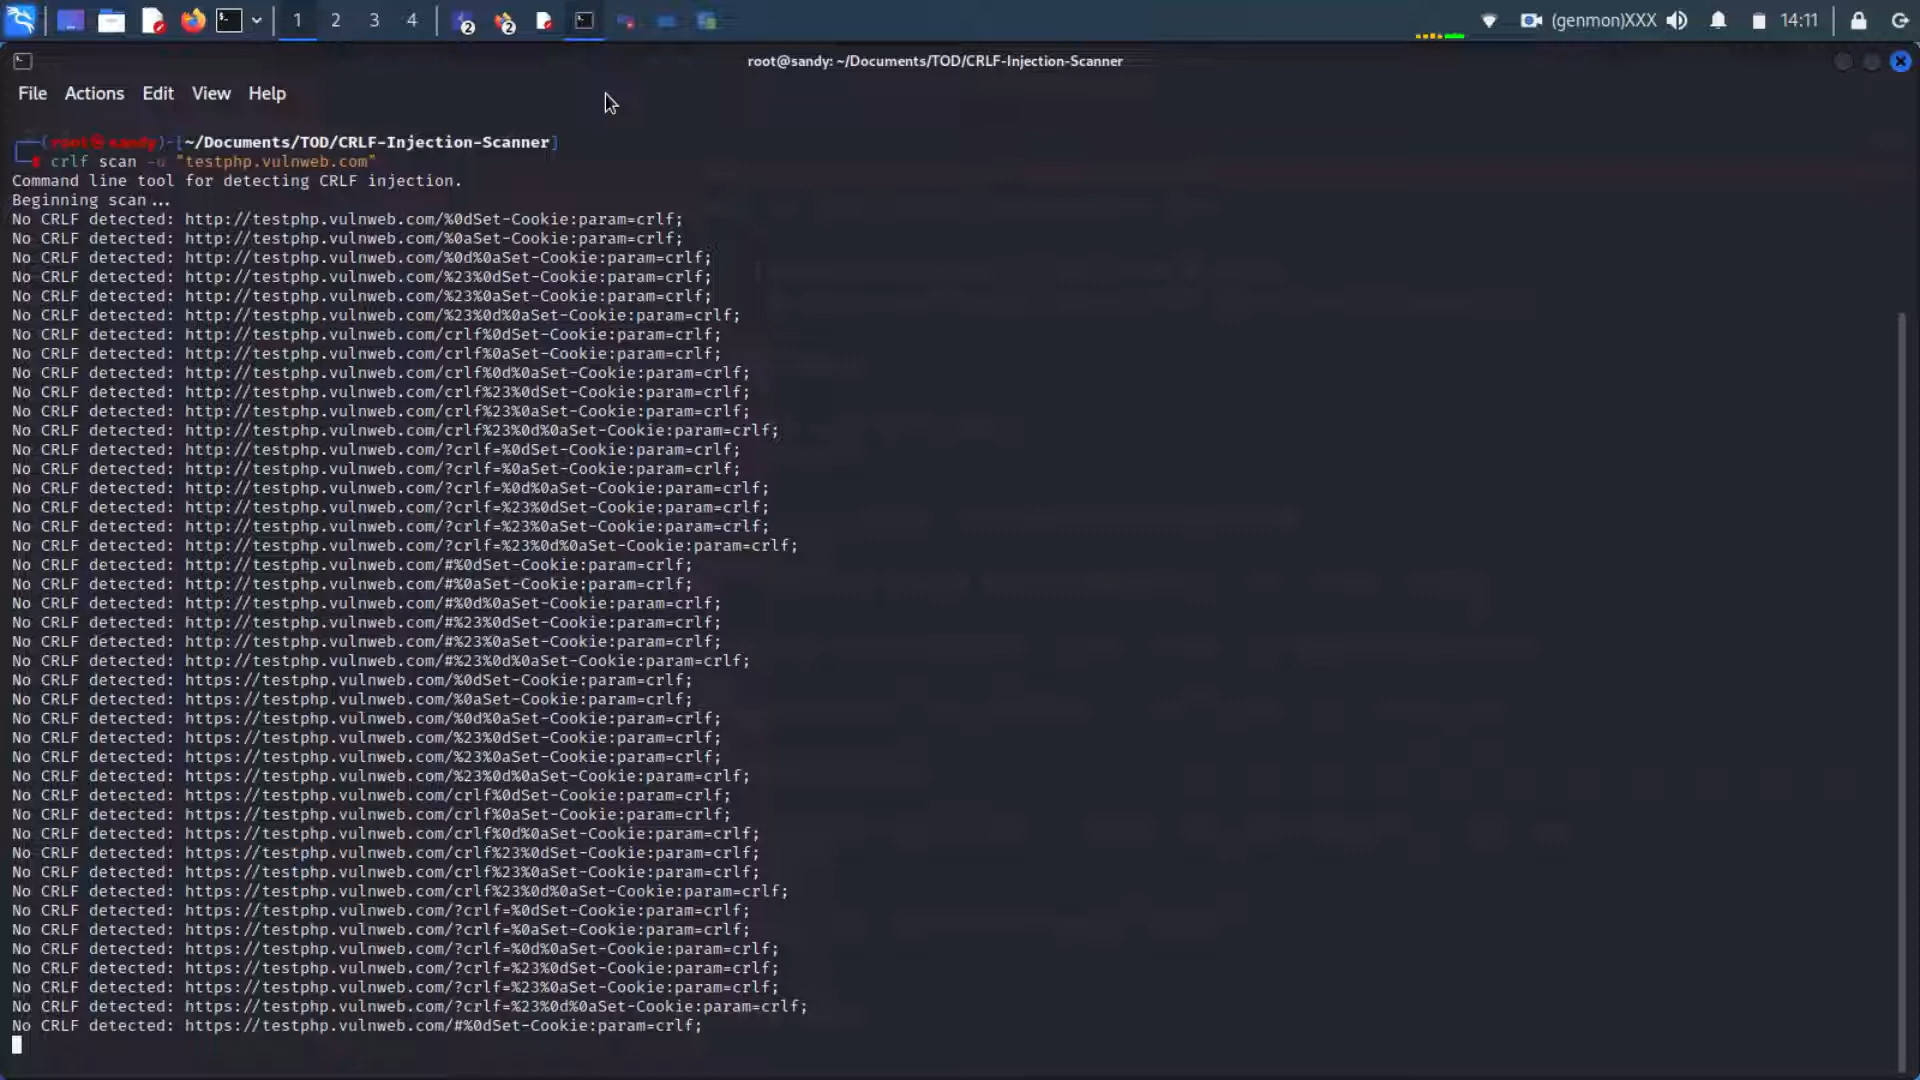 1 2 3 4 2 2 (genmon)XXX 14:11
root@sandy: ~/Documents/TOD/CRLF-Injection-Scanner
File Actions Edit View Help
(root@sandy)-[~/Documents/TOD/CRLF-Injection-Scanner]
crlf scan -u "testphp.vulnweb.com"
Command line tool for detecting CRLF injection.
Beginning scan...
No CRLF detected: http://testphp.vulnweb.com/%0dSet-Cookie:param=crlf;
No CRLF detected: http://testphp.vulnweb.com/%0aSet-Cookie:param=crlf;
No CRLF detected: http://testphp.vulnweb.com/%0d%0aSet-Cookie:param=crlf;
No CRLF detected: http://testphp.vulnweb.com/%23%0dSet-Cookie:param=crlf;
No CRLF detected: http://testphp.vulnweb.com/%23%0aSet-Cookie:param=crlf;
No CRLF detected: http://testphp.vulnweb.com/%23%0d%0aSet-Cookie:param=crlf;
No CRLF detected: http://testphp.vulnweb.com/crlf%0dSet-Cookie:param=crlf;
No CRLF detected: http://testphp.vulnweb.com/crlf%0aSet-Cookie:param=crlf;
No CRLF detected: http://testphp.vulnweb.com/crlf%0d%0aSet-Cookie:param=crlf;
No CRLF detected: http://testphp.vulnweb.com/crlf%23%0dSet-Cookie:param=crlf;
No CRLF detected: http://testphp.vulnweb.com/crlf%23%0aSet-Cookie:param=crlf;
No CRLF detected: http://testphp.vulnweb.com/crlf%23%0d%0aSet-Cookie:param=crlf;
No CRLF detected: http://testphp.vulnweb.com/?crlf=%0dSet-Cookie:param=crlf;
No CRLF detected: http://testphp.vulnweb.com/?crlf=%0aSet-Cookie:param=crlf;
No CRLF detected: http://testphp.vulnweb.com/?crlf=%0d%0aSet-Cookie:param=crlf;
No CRLF detected: http://testphp.vulnweb.com/?crlf=%23%0dSet-Cookie:param=crlf;
No CRLF detected: http://testphp.vulnweb.com/?crlf=%23%0aSet-Cookie:param=crlf;
No CRLF detected: http://testphp.vulnweb.com/?crlf=%23%0d%0aSet-Cookie:param=crlf;
No CRLF detected: http://testphp.vulnweb.com/#%0dSet-Cookie:param=crlf;
No CRLF detected: http://testphp.vulnweb.com/#%0aSet-Cookie:param=crlf;
No CRLF detected: http://testphp.vulnweb.com/#%0d%0aSet-Cookie:param=crlf;
No CRLF detected: http://testphp.vulnweb.com/#%23%0dSet-Cookie:param=crlf;
No CRLF detected: http://testphp.vulnweb.com/#%23%0aSet-Cookie:param=crlf;
No CRLF detected: http://testphp.vulnweb.com/#%23%0d%0aSet-Cookie:param=crlf;
No CRLF detected: https://testphp.vulnweb.com/%0dSet-Cookie:param=crlf;
No CRLF detected: https://testphp.vulnweb.com/%0aSet-Cookie:param=crlf;
No CRLF detected: https://testphp.vulnweb.com/%0d%0aSet-Cookie:param=crlf;
No CRLF detected: https://testphp.vulnweb.com/%23%0dSet-Cookie:param=crlf;
No CRLF detected: https://testphp.vulnweb.com/%23%0aSet-Cookie:param=crlf;
No CRLF detected: https://testphp.vulnweb.com/%23%0d%0aSet-Cookie:param=crlf;
No CRLF detected: https://testphp.vulnweb.com/crlf%0dSet-Cookie:param=crlf;
No CRLF detected: https://testphp.vulnweb.com/crlf%0aSet-Cookie:param=crlf;
No CRLF detected: https://testphp.vulnweb.com/crlf%0d%0aSet-Cookie:param=crlf;
No CRLF detected: https://testphp.vulnweb.com/crlf%23%0dSet-Cookie:param=crlf;
No CRLF detected: https://testphp.vulnweb.com/crlf%23%0aSet-Cookie:param=crlf;
No CRLF detected: https://testphp.vulnweb.com/crlf%23%0d%0aSet-Cookie:param=crlf;
No CRLF detected: https://testphp.vulnweb.com/?crlf=%0dSet-Cookie:param=crlf;
No CRLF detected: https://testphp.vulnweb.com/?crlf=%0aSet-Cookie:param=crlf;
No CRLF detected: https://testphp.vulnweb.com/?crlf=%0d%0aSet-Cookie:param=crlf;
No CRLF detected: https://testphp.vulnweb.com/?crlf=%23%0dSet-Cookie:param=crlf;
No CRLF detected: https://testphp.vulnweb.com/?crlf=%23%0aSet-Cookie:param=crlf;
No CRLF detected: https://testphp.vulnweb.com/?crlf=%23%0d%0aSet-Cookie:param=crlf;
No CRLF detected: https://testphp.vulnweb.com/#%0dSet-Cookie:param=crlf;